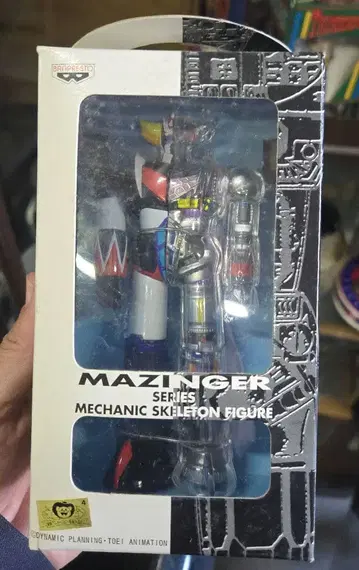 BANPRESTO
MAZINGER
SERIES
MECHANIC SKELETON FIGURE
DYNAMIC PLANNING·TOEI ANIMATION